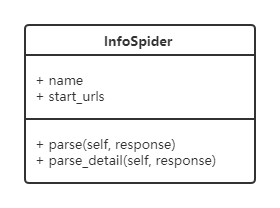 InfoSpider
+ name
+ start_urls
+ parse(self, response)
+ parse_detail(self, response)